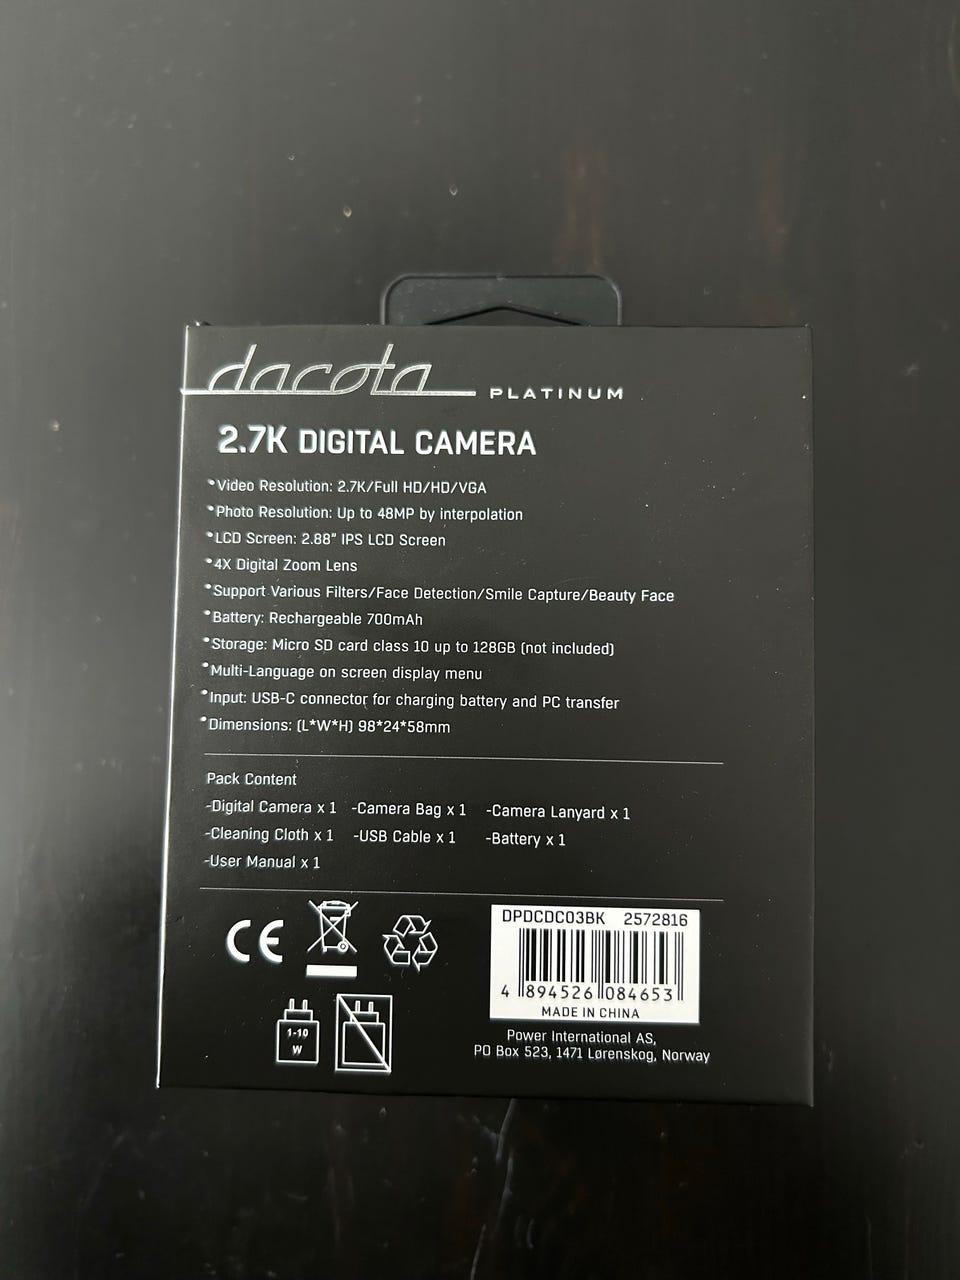 dacota PLATINUM
2.7K DIGITAL CAMERA
*Video Resolution: 2.7K/Full HD/HD/VGA
*Photo Resolution: Up to 48MP by interpolation
*LCD Screen: 2.88" IPS LCD Screen
*4X Digital Zoom Lens
*Support Various Filters/Face Detection/Smile Capture/Beauty Face
*Battery: Rechargeable 700mAh
*Storage: Micro SD card class 10 up to 128GB (not included)
*Multi-Language on screen display menu
*Input: USB-C connector for charging battery and PC transfer
*Dimensions: (L*W*H) 98*24*58mm
Pack Content
-Digital Camera x 1 -Camera Bag x 1 -Camera Lanyard x 1
-Cleaning Cloth x 1 -USB Cable x 1 -Battery x 1
-User Manual x 1
CE
DPDCDC03BK 2572816
4 894526 084653
MADE IN CHINA
1-10
W
Power International AS,
PO Box 523, 1471 Lørenskog, Norway